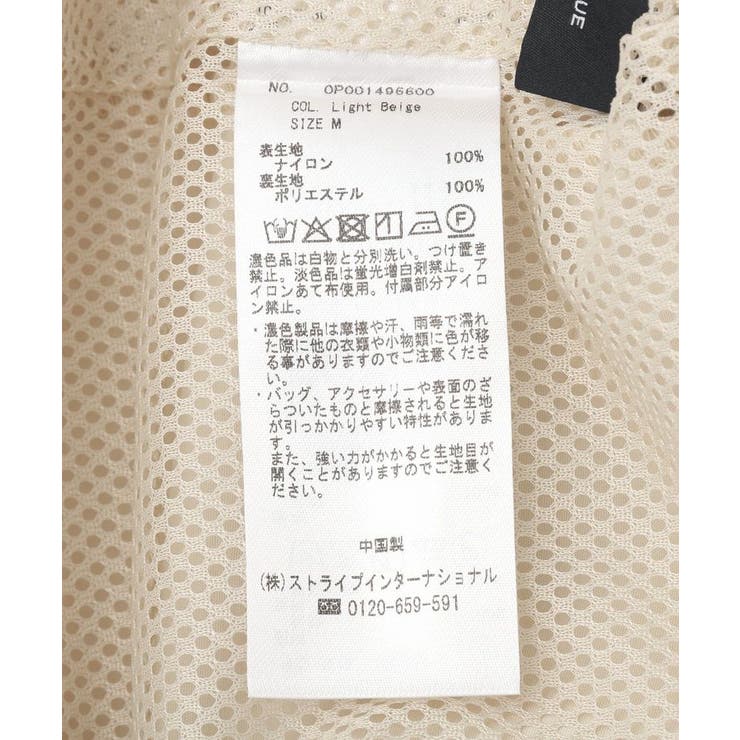 UE
NO. OP001496600
COL. Light Beige
SIZE M
表生地
ナイロン 100%
裏生地
ポリエステル 100%
F
濃色品は白物と分別洗い。つけ置き
禁止。淡色品は蛍光増白剤禁止。ア
イロンあて布使用。付属部分アイロ
ン禁止。
・濃色製品は摩擦や汗、雨等で濡れ
た際に他の衣類や小物類に色が移
る事がありますのでご注意くださ
い。
・バッグ、アクセサリーや表面のざ
らついたものと摩擦されると生地
が引っかかりやすい特性がありま
す。
また、強い力がかかると生地目が
開くことがありますのでご注意く
ださい。
中国製
(株)ストライプインターナショナル
0120-659-591